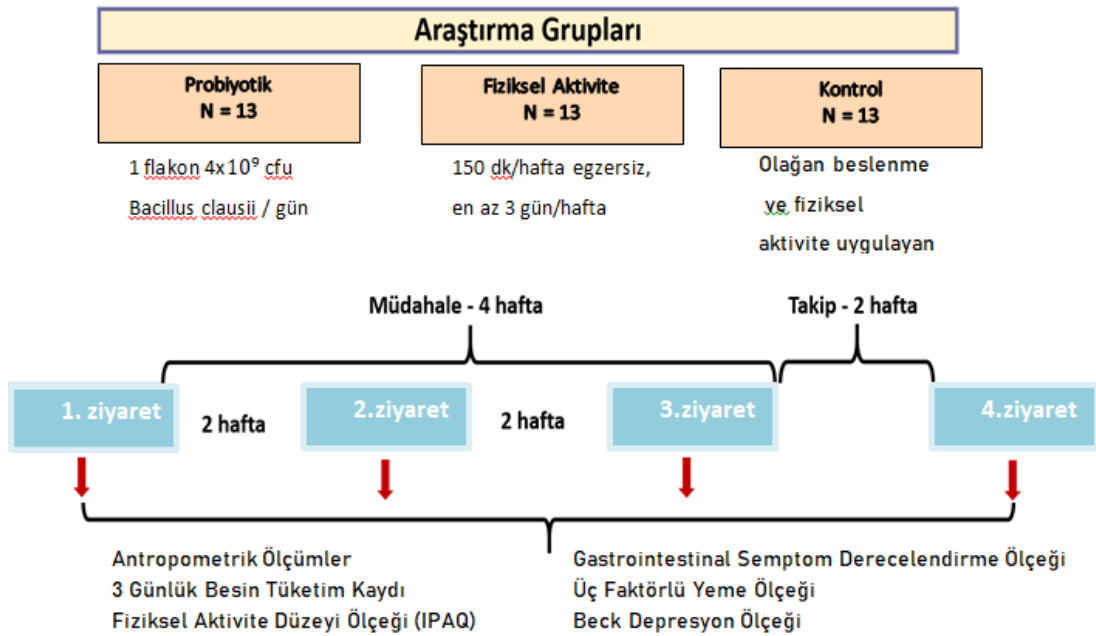 Araştırma Grupları
Probiyotik
N = 13
Fiziksel Aktivite
N = 13
Kontrol
N = 13
1 flakon 4x10⁹ cfu
Bacillus clausii / gün
150 dk/hafta egzersiz,
en az 3 gün/hafta
Olağan beslenme
ve fiziksel
aktivite uygulayan
Müdahale - 4 hafta
Takip - 2 hafta
1. ziyaret
2 hafta
2.ziyaret
2 hafta
3.ziyaret
4.ziyaret
Antropometrik Ölçümler
3 Günlük Besin Tüketim Kaydı
Fiziksel Aktivite Düzeyi Ölçeği (IPAQ)
Gastrointestinal Semptom Derecelendirme Ölçeği
Üç Faktörlü Yeme Ölçeği
Beck Depresyon Ölçeği